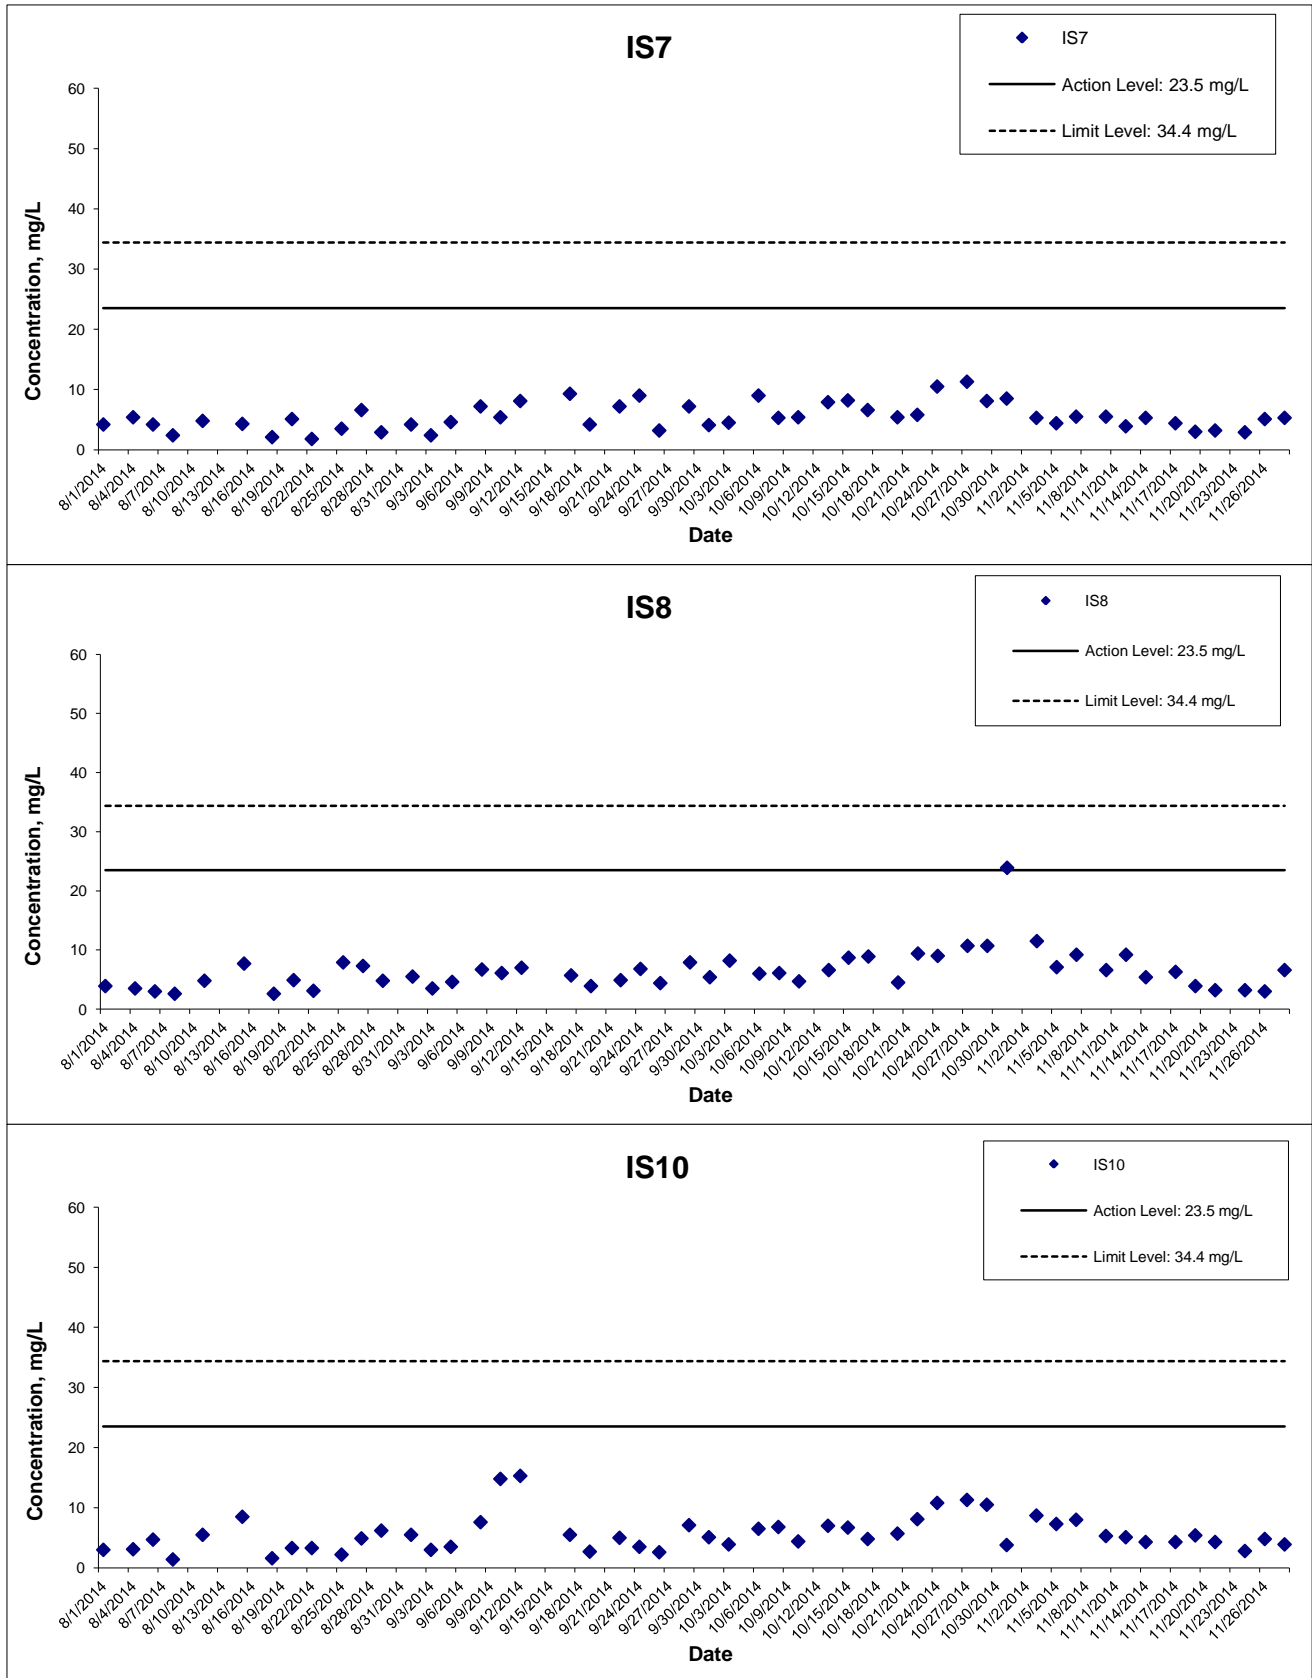 IS7
IS7
Action Level: 23.5 mg/L
Limit Level: 34.4 mg/L
Concentration, mg/L
60
50
40
30
20
10
0
8/1/2014 8/4/2014 8/7/2014 8/10/2014 8/13/2014 8/16/2014 8/19/2014 8/22/2014 8/25/2014 8/28/2014 8/31/2014 9/3/2014 9/6/2014 9/9/2014 9/12/2014 9/15/2014 9/18/2014 9/21/2014 9/24/2014 9/27/2014 9/30/2014 10/3/2014 10/6/2014 10/9/2014 10/12/2014 10/15/2014 10/18/2014 10/21/2014 10/24/2014 10/27/2014 10/30/2014 11/2/2014 11/5/2014 11/8/2014 11/11/2014 11/14/2014 11/17/2014 11/20/2014 11/23/2014 11/26/2014
Date
IS8
IS8
Action Level: 23.5 mg/L
Limit Level: 34.4 mg/L
Concentration, mg/L
60
50
40
30
20
10
0
8/1/2014 8/4/2014 8/7/2014 8/10/2014 8/13/2014 8/16/2014 8/19/2014 8/22/2014 8/25/2014 8/28/2014 8/31/2014 9/3/2014 9/6/2014 9/9/2014 9/12/2014 9/15/2014 9/18/2014 9/21/2014 9/24/2014 9/27/2014 9/30/2014 10/3/2014 10/6/2014 10/9/2014 10/12/2014 10/15/2014 10/18/2014 10/21/2014 10/24/2014 10/27/2014 10/30/2014 11/2/2014 11/5/2014 11/8/2014 11/11/2014 11/14/2014 11/17/2014 11/20/2014 11/23/2014 11/26/2014
Date
IS10
IS10
Action Level: 23.5 mg/L
Limit Level: 34.4 mg/L
Concentration, mg/L
60
50
40
30
20
10
0
8/1/2014 8/4/2014 8/7/2014 8/10/2014 8/13/2014 8/16/2014 8/19/2014 8/22/2014 8/25/2014 8/28/2014 8/31/2014 9/3/2014 9/6/2014 9/9/2014 9/12/2014 9/15/2014 9/18/2014 9/21/2014 9/24/2014 9/27/2014 9/30/2014 10/3/2014 10/6/2014 10/9/2014 10/12/2014 10/15/2014 10/18/2014 10/21/2014 10/24/2014 10/27/2014 10/30/2014 11/2/2014 11/5/2014 11/8/2014 11/11/2014 11/14/2014 11/17/2014 11/20/2014 11/23/2014 11/26/2014
Date